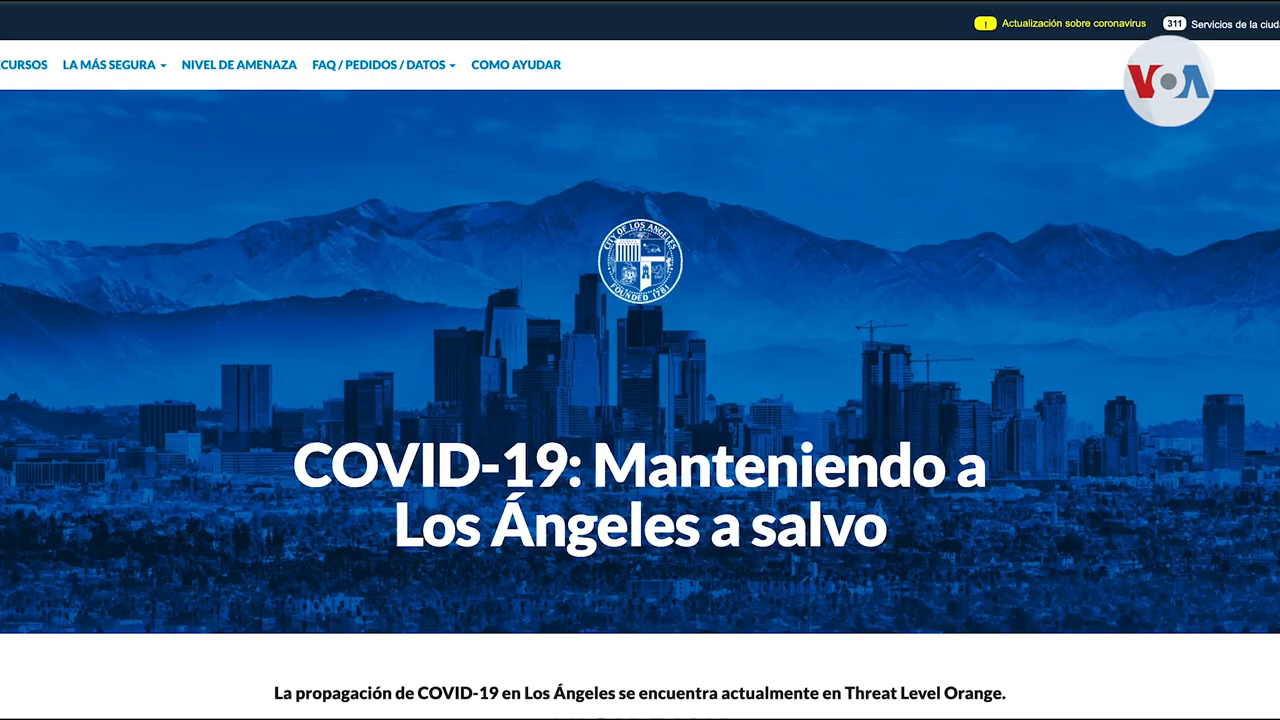 ! Actualización sobre coronavirus 311 Servicios de la ciuda
CURSOS LA MÁS SEGURA NIVEL DE AMENAZA FAQ / PEDIDOS / DATOS COMO AYUDAR
VOA
CITY OF LOS ANGELES
FOUNDED 1781
COVID-19: Manteniendo a
Los Ángeles a salvo
La propagación de COVID-19 en Los Ángeles se encuentra actualmente en Threat Level Orange.